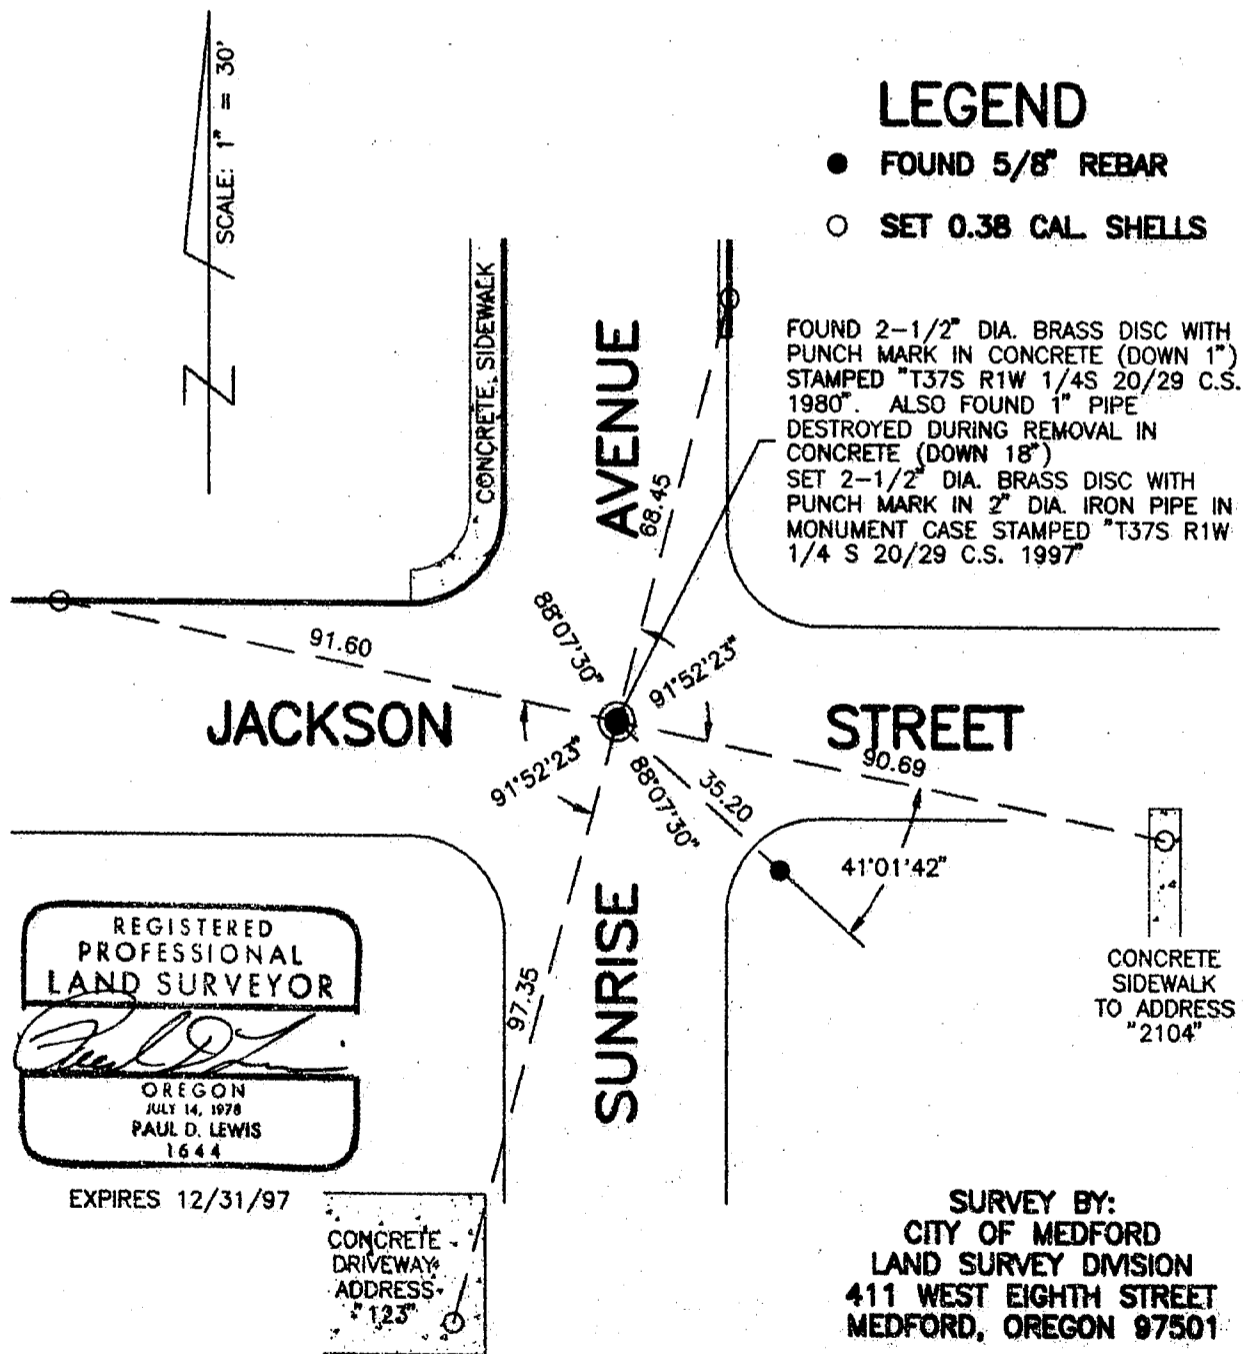 SCALE: 1" = 30'
N
LEGEND
FOUND 5/8" REBAR
SET 0.38 CAL. SHELLS
CONCRETE SIDEWALK
AVENUE
FOUND 2-1/2" DIA. BRASS DISC WITH
PUNCH MARK IN CONCRETE (DOWN 1")
STAMPED "T37S R1W 1/4S 20/29 C.S.
1980". ALSO FOUND 1" PIPE
DESTROYED DURING REMOVAL IN
CONCRETE (DOWN 18")
SET 2-1/2" DIA. BRASS DISC WITH
PUNCH MARK IN 2" DIA. IRON PIPE IN
MONUMENT CASE STAMPED "T37S R1W
1/4 S 20/29 C.S. 1997"
68.45
91.60
88°07'30"
91°52'23"
JACKSON
STREET
90.69
91°52'23"
88°07'30"
35.20
41°01'42"
SUNRISE
97.35
REGISTERED
PROFESSIONAL
LAND SURVEYOR
OREGON
JULY 14, 1978
PAUL D. LEWIS
1644
EXPIRES 12/31/97
CONCRETE
SIDEWALK
TO ADDRESS
"2104"
CONCRETE
DRIVEWAY
ADDRESS
"123"
SURVEY BY:
CITY OF MEDFORD
LAND SURVEY DIVISION
411 WEST EIGHTH STREET
MEDFORD, OREGON 97501